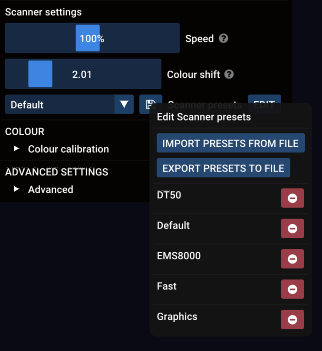 Scanner settings
100%
Speed
2.01
Colour shift
Default
Scanner presets
EDIT
COLOUR
Colour calibration
ADVANCED SETTINGS
Advanced
Edit Scanner presets
IMPORT PRESETS FROM FILE
EXPORT PRESETS TO FILE
DT50
Default
EMS8000
Fast
Graphics